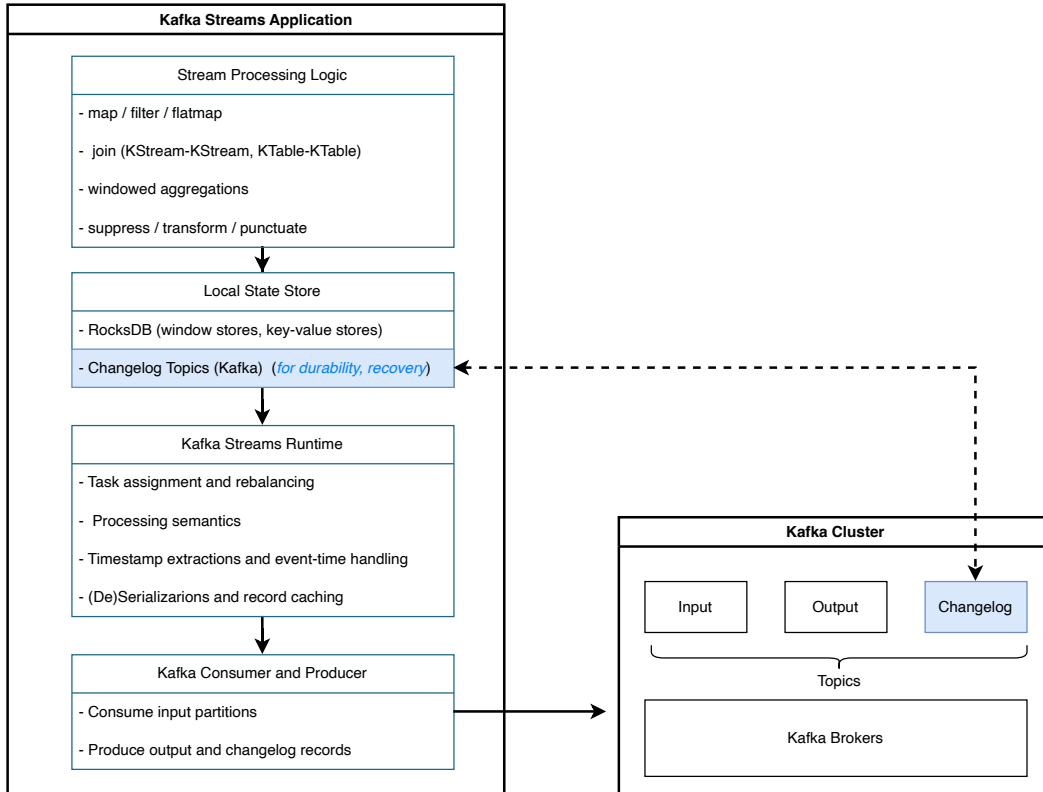 Kafka Streams Application
Stream Processing Logic
- map / filter / flatmap
- join (KStream-KStream, KTable-KTable)
- windowed aggregations
- suppress / transform / punctuate
Local State Store
- RocksDB (window stores, key-value stores)
- Changelog Topics (Kafka) (for durability, recovery)
Kafka Streams Runtime
- Task assignment and rebalancing
- Processing semantics
- Timestamp extractions and event-time handling
- (De)Serializarions and record caching
Kafka Consumer and Producer
- Consume input partitions
- Produce output and changelog records
Kafka Cluster
Input
Output
Changelog
Topics
Kafka Brokers